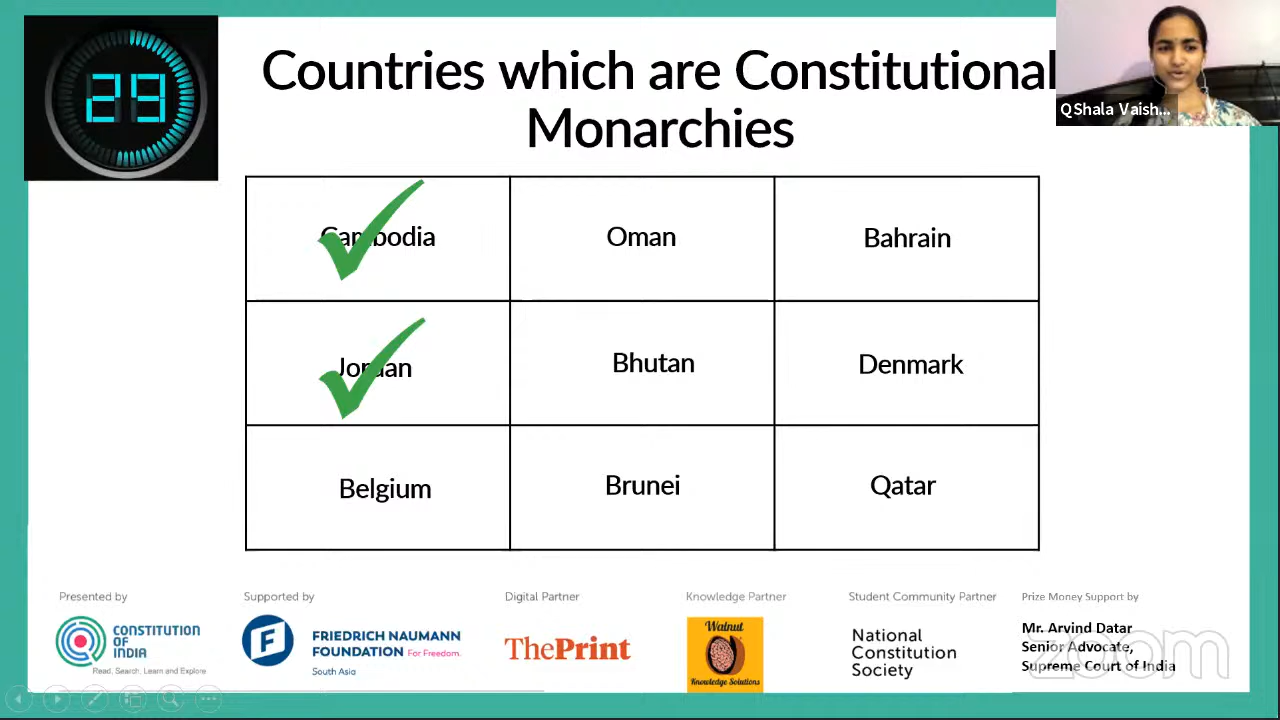 29
Countries which are Constitutional
Monarchies
QShala Vaish...
Cambodia
Oman
Bahrain
Jordan
Bhutan
Denmark
Belgium
Brunei
Qatar
Presented by
CONSTITUTION
OF
INDIA
Read, Search, Learn and Explore
Supported by
F
FRIEDRICH NAUMANN
FOUNDATION For Freedom.
South Asia
Digital Partner
ThePrint
Knowledge Partner
Walnut
Knowledge Solutions
Student Community Partner
National
Constitution
Society
Prize Money Support by
Mr. Arvind Datar
Senior Advocate,
Supreme Court of India
zoom